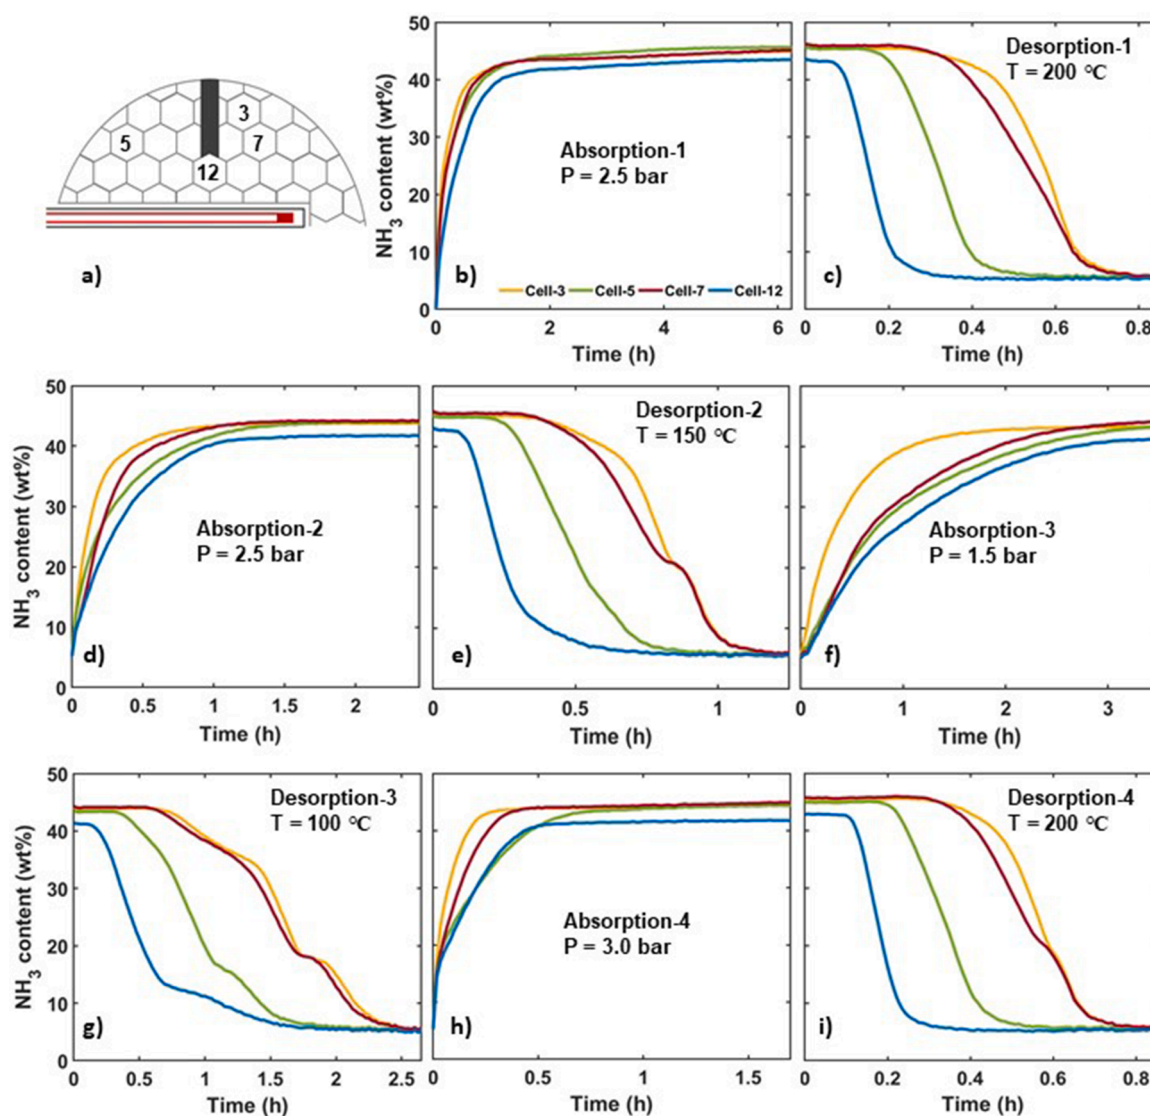 3
5
7
12
a)
NH3 content (wt%)
50
40
30
20
10
0
Absorption-1
P = 2.5 bar
b)
Cell-3 Cell-5 Cell-7 Cell-12
0 2 4 6
Time (h)
Desorption-1
T = 200 °C
c)
0 0.2 0.4 0.6 0.8
Time (h)
NH3 content (wt%)
50
40
30
20
10
0
Absorption-2
P = 2.5 bar
d)
0 0.5 1 1.5 2
Time (h)
Desorption-2
T = 150 °C
e)
0 0.5 1
Time (h)
Absorption-3
P = 1.5 bar
f)
0 1 2 3
Time (h)
NH3 content (wt%)
50
40
30
20
10
0
Desorption-3
T = 100 °C
g)
0 0.5 1 1.5 2 2.5
Time (h)
Absorption-4
P = 3.0 bar
h)
0 0.5 1 1.5
Time (h)
Desorption-4
T = 200 °C
i)
0 0.2 0.4 0.6 0.8
Time (h)